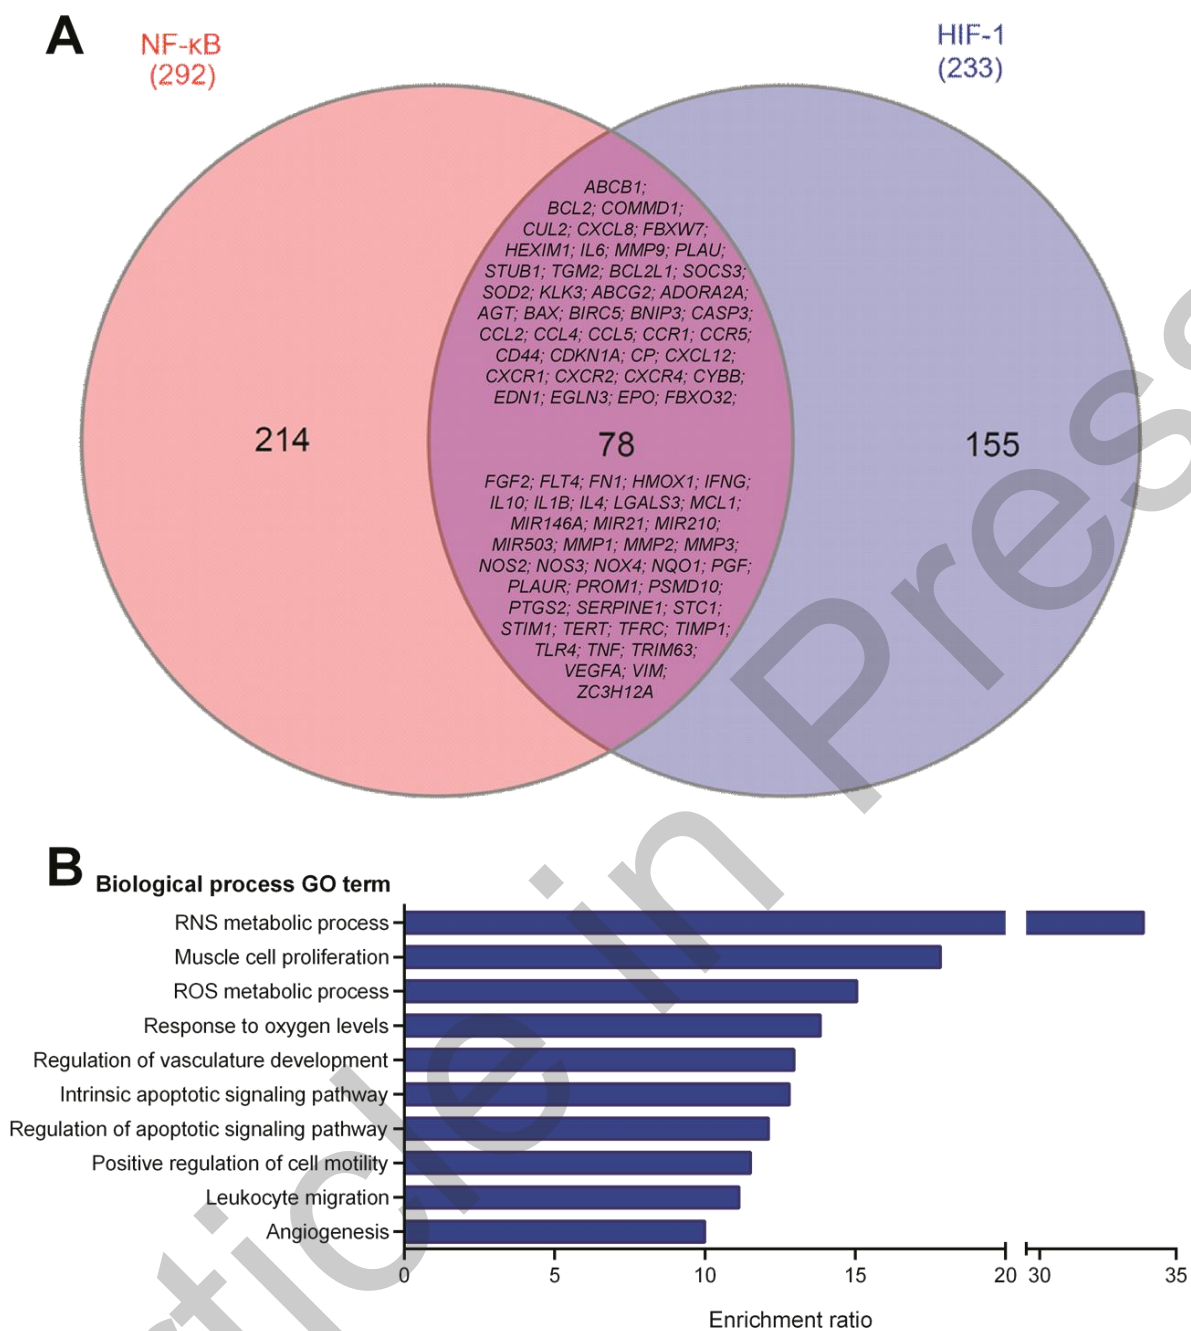 A
NF-κB
(292)
HIF-1
(233)
ABCB1;
BCL2; COMMD1;
CUL2; CXCL8; FBXW7;
HEXIM1; IL6; MMP9; PLAU;
STUB1; TGM2; BCL2L1; SOCS3;
SOD2; KLK3; ABCG2; ADORA2A;
AGT; BAX; BIRC5; BNIP3; CASP3;
CCL2; CCL4; CCL5; CCR1; CCR5;
CD44; CDKN1A; CP; CXCL12;
CXCR1; CXCR2; CXCR4; CYBB;
EDN1; EGLN3; EPO; FBXO32;
214
78
155
FGF2; FLT4; FN1; HMOX1; IFNG;
IL10; IL1B; IL4; LGALS3; MCL1;
MIR146A; MIR21; MIR210;
MIR503; MMP1; MMP2; MMP3;
NOS2; NOS3; NOX4; NQO1; PGF;
PLAUR; PROM1; PSMD10;
PTGS2; SERPINE1; STC1;
STIM1; TERT; TFRC; TIMP1;
TLR4; TNF; TRIM63;
VEGFA; VIM;
ZC3H12A
B
Biological process GO term
RNS metabolic process
Muscle cell proliferation
ROS metabolic process
Response to oxygen levels
Regulation of vasculature development
Intrinsic apoptotic signaling pathway
Regulation of apoptotic signaling pathway
Positive regulation of cell motility
Leukocyte migration
Angiogenesis
0 5 10 15 20 30 35
Enrichment ratio
rticle in Press